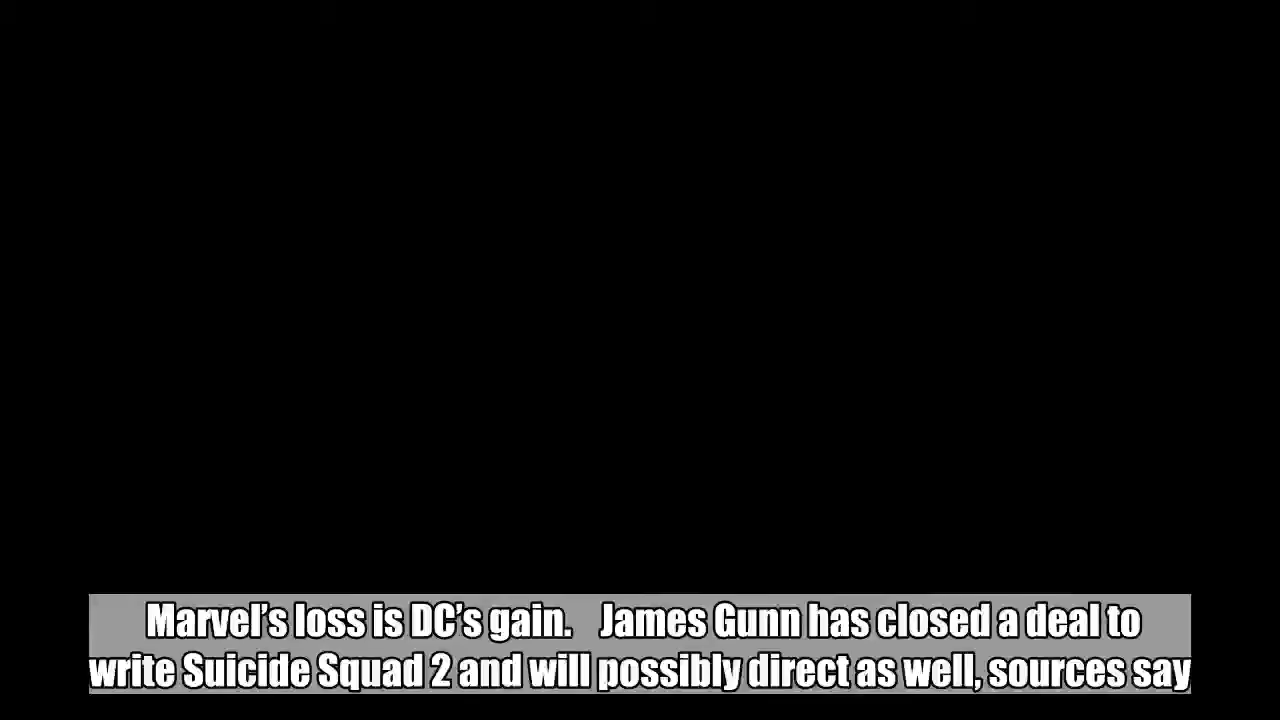 Marvel’s loss is DC’s gain.    James Gunn has closed a deal to
write Suicide Squad 2 and will possibly direct as well, sources say